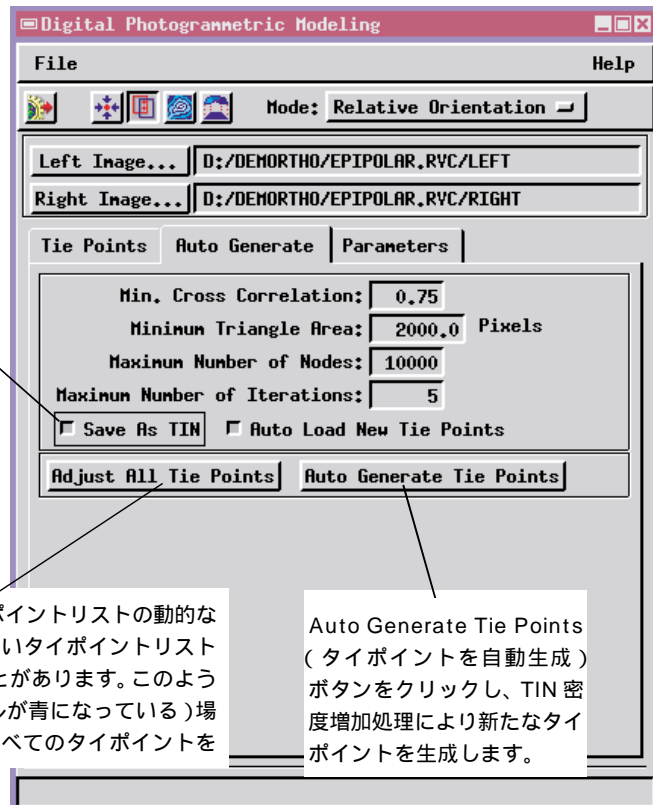 Digital Photogrammetric Modeling
File Help
Mode: Relative Orientation
Left Image... D:/DEMORTHO/EPIPOLAR.RVC/LEFT
Right Image... D:/DEMORTHO/EPIPOLAR.RVC/RIGHT
Tie Points Auto Generate Parameters
Min. Cross Correlation: 0.75
Minimum Triangle Area: 2000.0 Pixels
Maximum Number of Nodes: 10000
Maximum Number of Iterations: 5
Save As TIN Auto Load New Tie Points
Adjust All Tie Points Auto Generate Tie Points
ポイントリストの動的な
いタイポイントリスト
とがあります。このよう
ルが青になっている)場
べてのタイポイントを
Auto Generate Tie Points
(タイポイントを自動生成)
ボタンをクリックし、TIN 密
度増加処理により新たなタイ
ポイントを生成します。